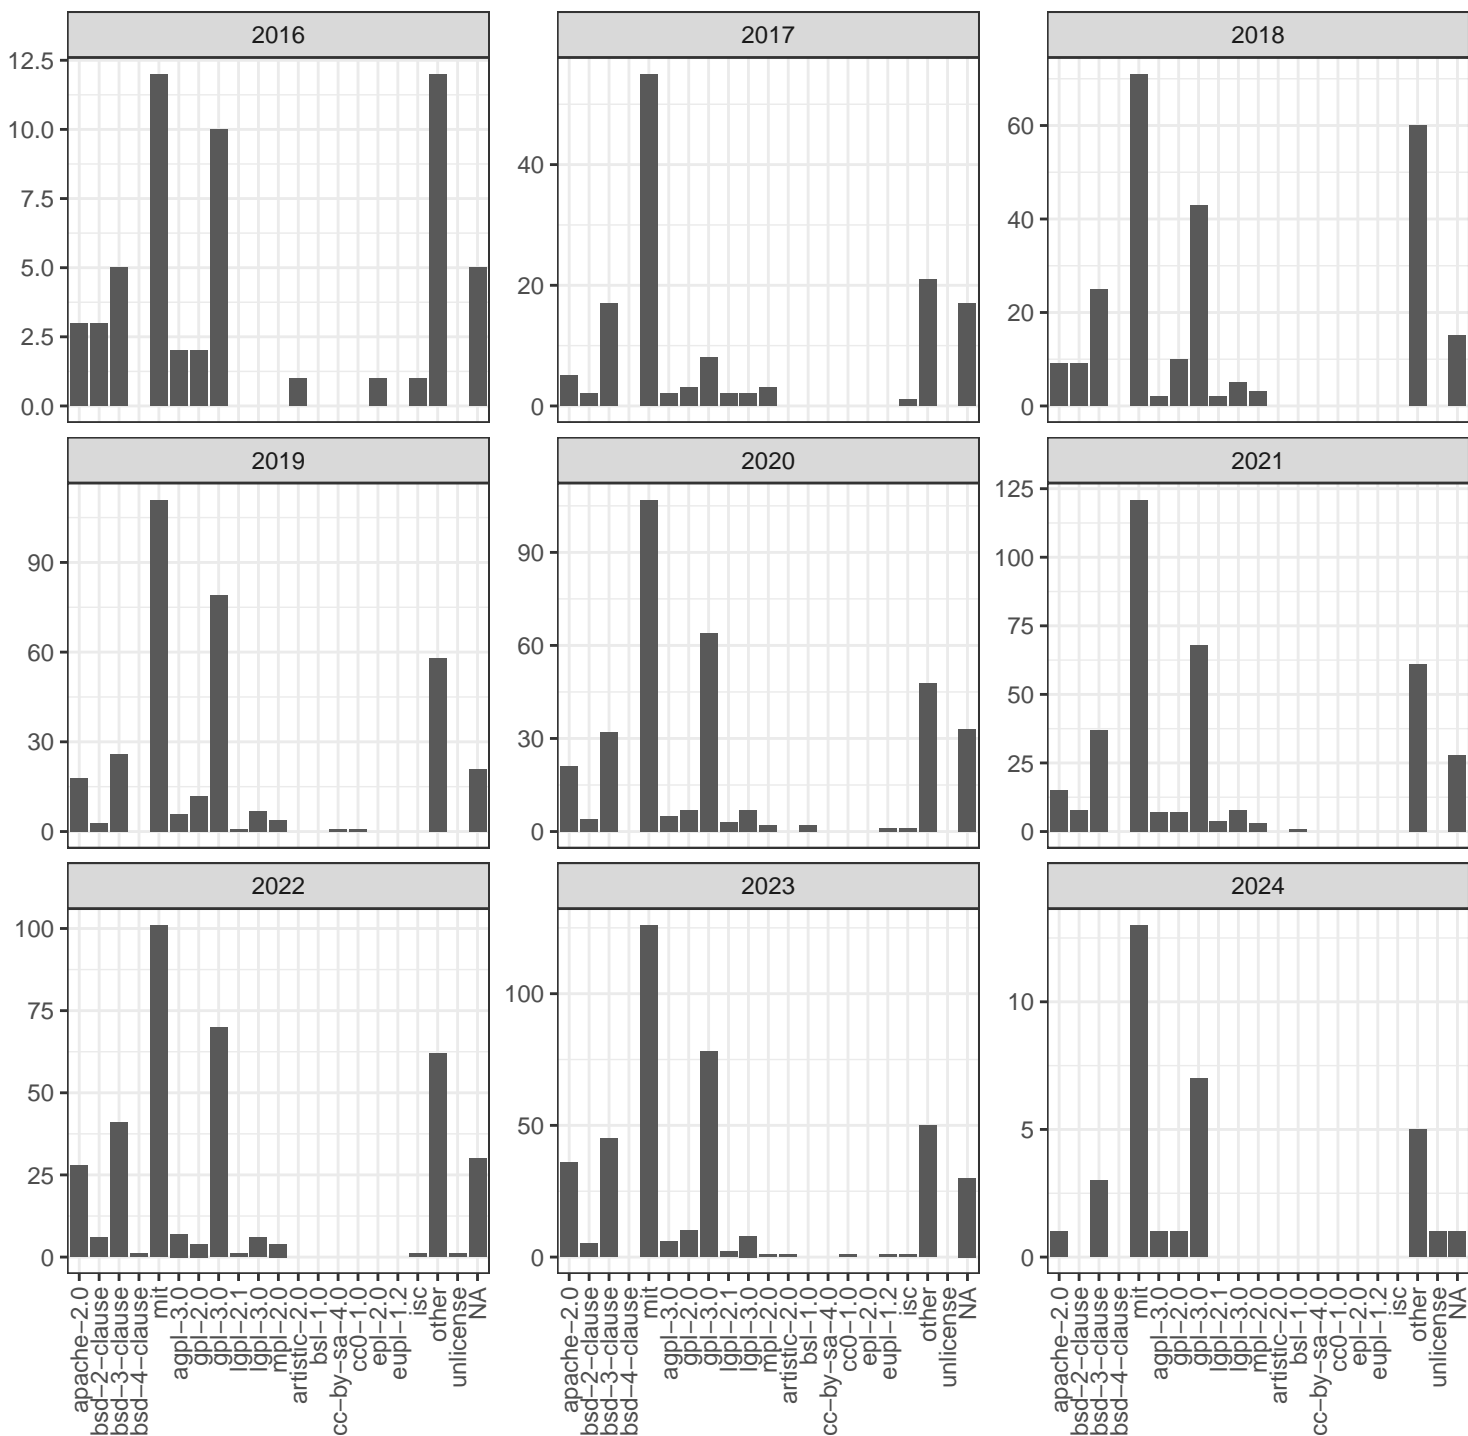 2016
12.5
10.0
7.5
5.0
2.5
0.0
2017
40
20
0
2018
60
40
20
0
2019
90
60
30
0
2020
90
60
30
0
2021
125
100
75
50
25
0
2022
100
75
50
25
0
2023
100
50
0
2024
10
5
0
apache−2.0
bsd−2−clause
bsd−3−clause
bsd−4−clause
mit
agpl−3.0
gpl−2.0
gpl−3.0
lgpl−2.1
lgpl−3.0
mpl−2.0
artistic−2.0
bsl−1.0
cc−by−sa−4.0
cc0−1.0
epl−2.0
eupl−1.2
isc
other
unlicense
NA
apache−2.0
bsd−2−clause
bsd−3−clause
bsd−4−clause
mit
agpl−3.0
gpl−2.0
gpl−3.0
lgpl−2.1
lgpl−3.0
mpl−2.0
artistic−2.0
bsl−1.0
cc−by−sa−4.0
cc0−1.0
epl−2.0
eupl−1.2
isc
other
unlicense
NA
apache−2.0
bsd−2−clause
bsd−3−clause
bsd−4−clause
mit
agpl−3.0
gpl−2.0
gpl−3.0
lgpl−2.1
lgpl−3.0
mpl−2.0
artistic−2.0
bsl−1.0
cc−by−sa−4.0
cc0−1.0
epl−2.0
eupl−1.2
isc
other
unlicense
NA